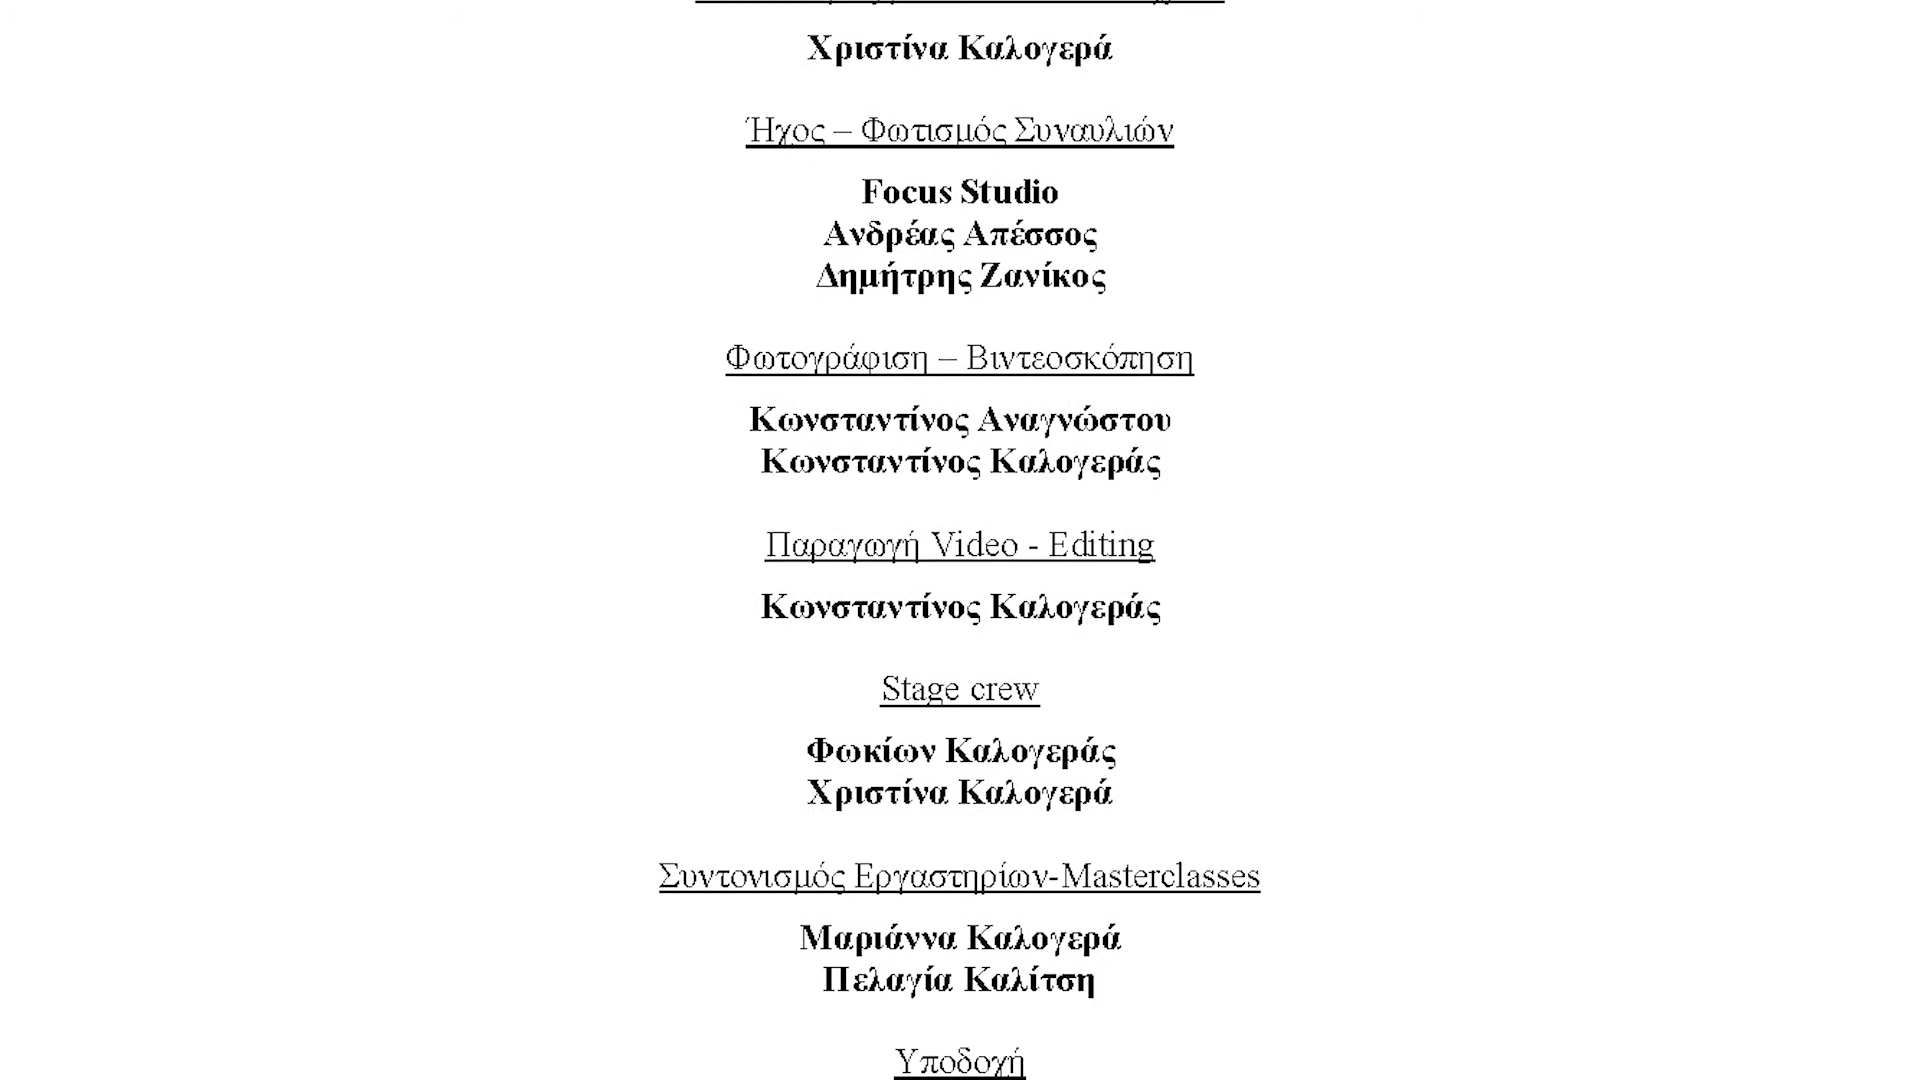 Χριστίνα Καλογερά
Ήχος – Φωτισμός Συναυλιών
Focus Studio
Ανδρέας Απέσσος
Δημήτρης Ζανίκος
Φωτογράφιση – Βιντεοσκόπηση
Κωνσταντίνος Αναγνώστου
Κωνσταντίνος Καλογεράς
Παραγωγή Video - Editing
Κωνσταντίνος Καλογεράς
Stage crew
Φωκίων Καλογεράς
Χριστίνα Καλογερά
Συντονισμός Εργαστηρίων-Masterclasses
Μαριάννα Καλογερά
Πελαγία Καλίτση
Υποδοχή